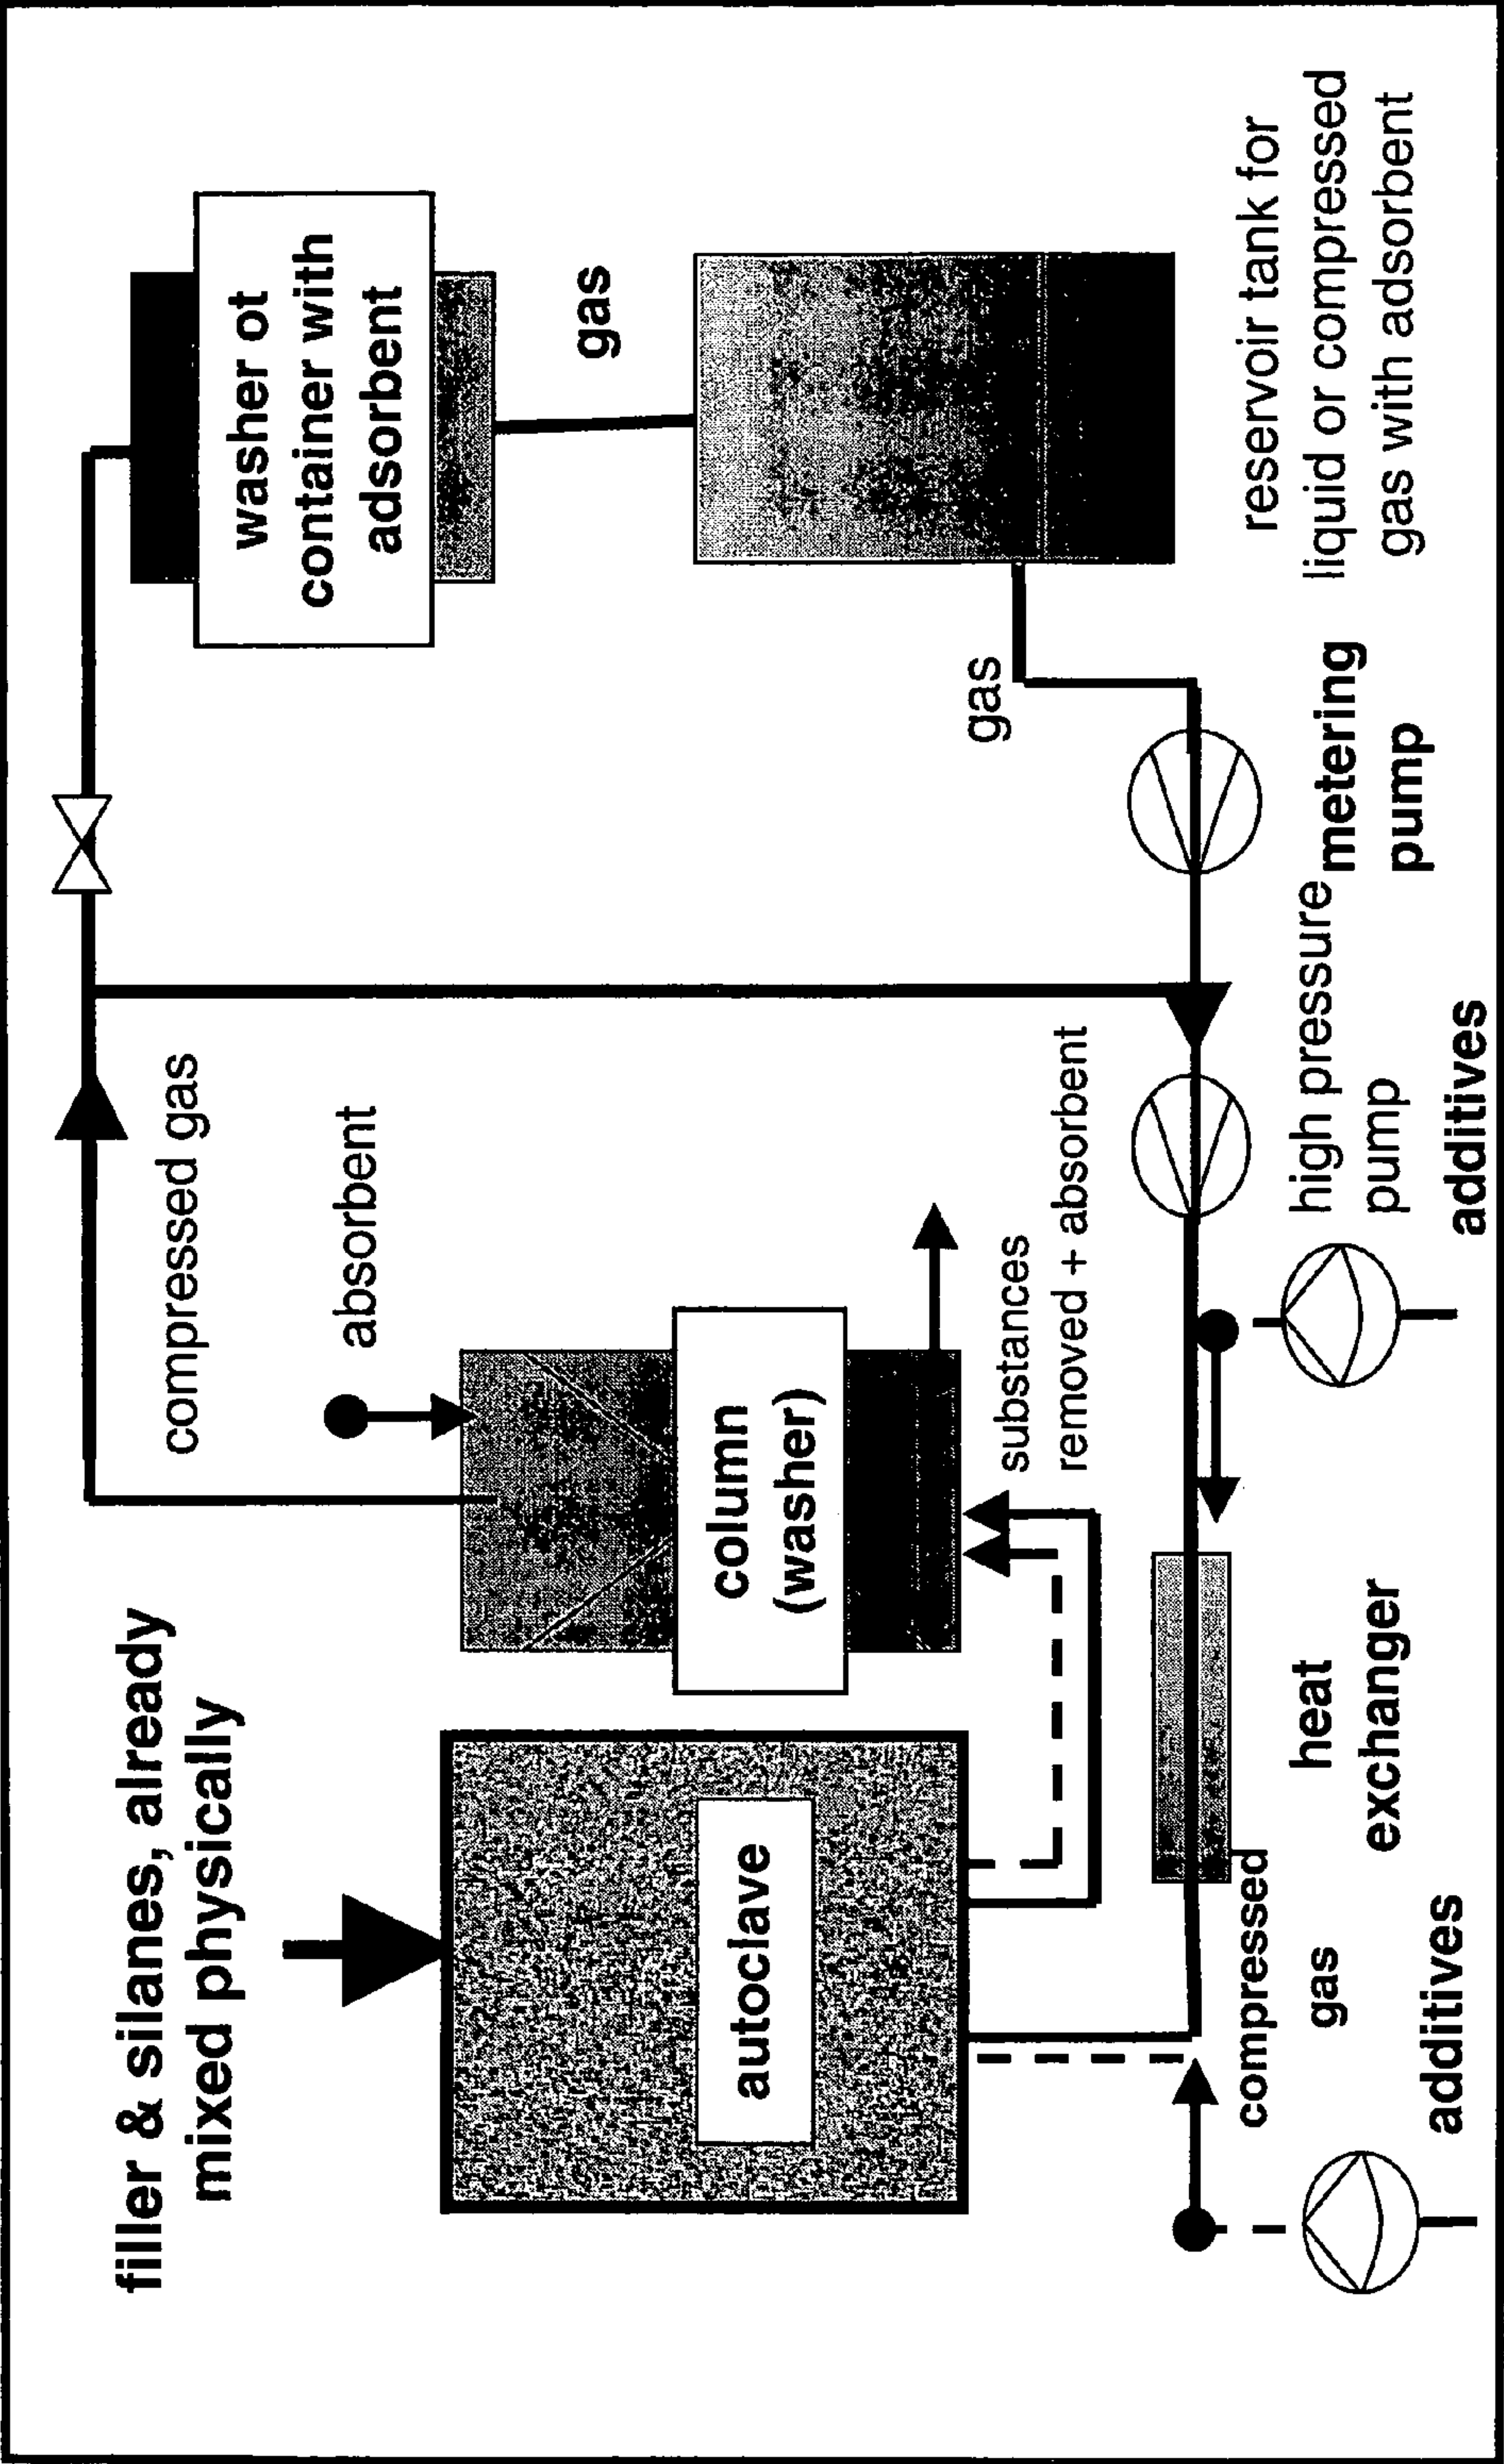 filler & silanes, already
mixed physically
autoclave
column
(washer)
absorbent
compressed gas
substances
removed + absorbent
washer ot
container with
adsorbent
gas
gas
reservoir tank for
liquid or compressed
gas with adsorbent
metering
pump
high pressure
pump
additives
heat
exchanger
compressed
gas
additives